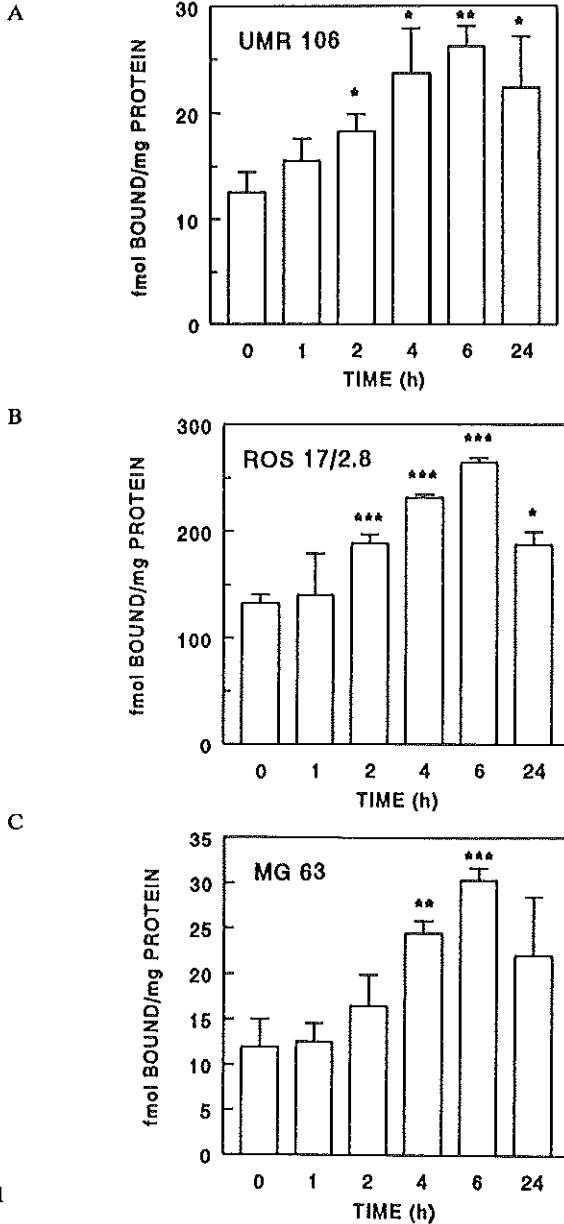 A
UMR 106
fmol BOUND/mg PROTEIN
30
20
10
0
* ** * *
0 1 2 4 6 24
TIME (h)
B
ROS 17/2.8
fmol BOUND/mg PROTEIN
300
200
100
0
*** *** *** *
0 1 2 4 6 24
TIME (h)
C
MG 63
fmol BOUND/mg PROTEIN
35
30
25
20
15
10
5
0
** ***
0 1 2 4 6 24
TIME (h)